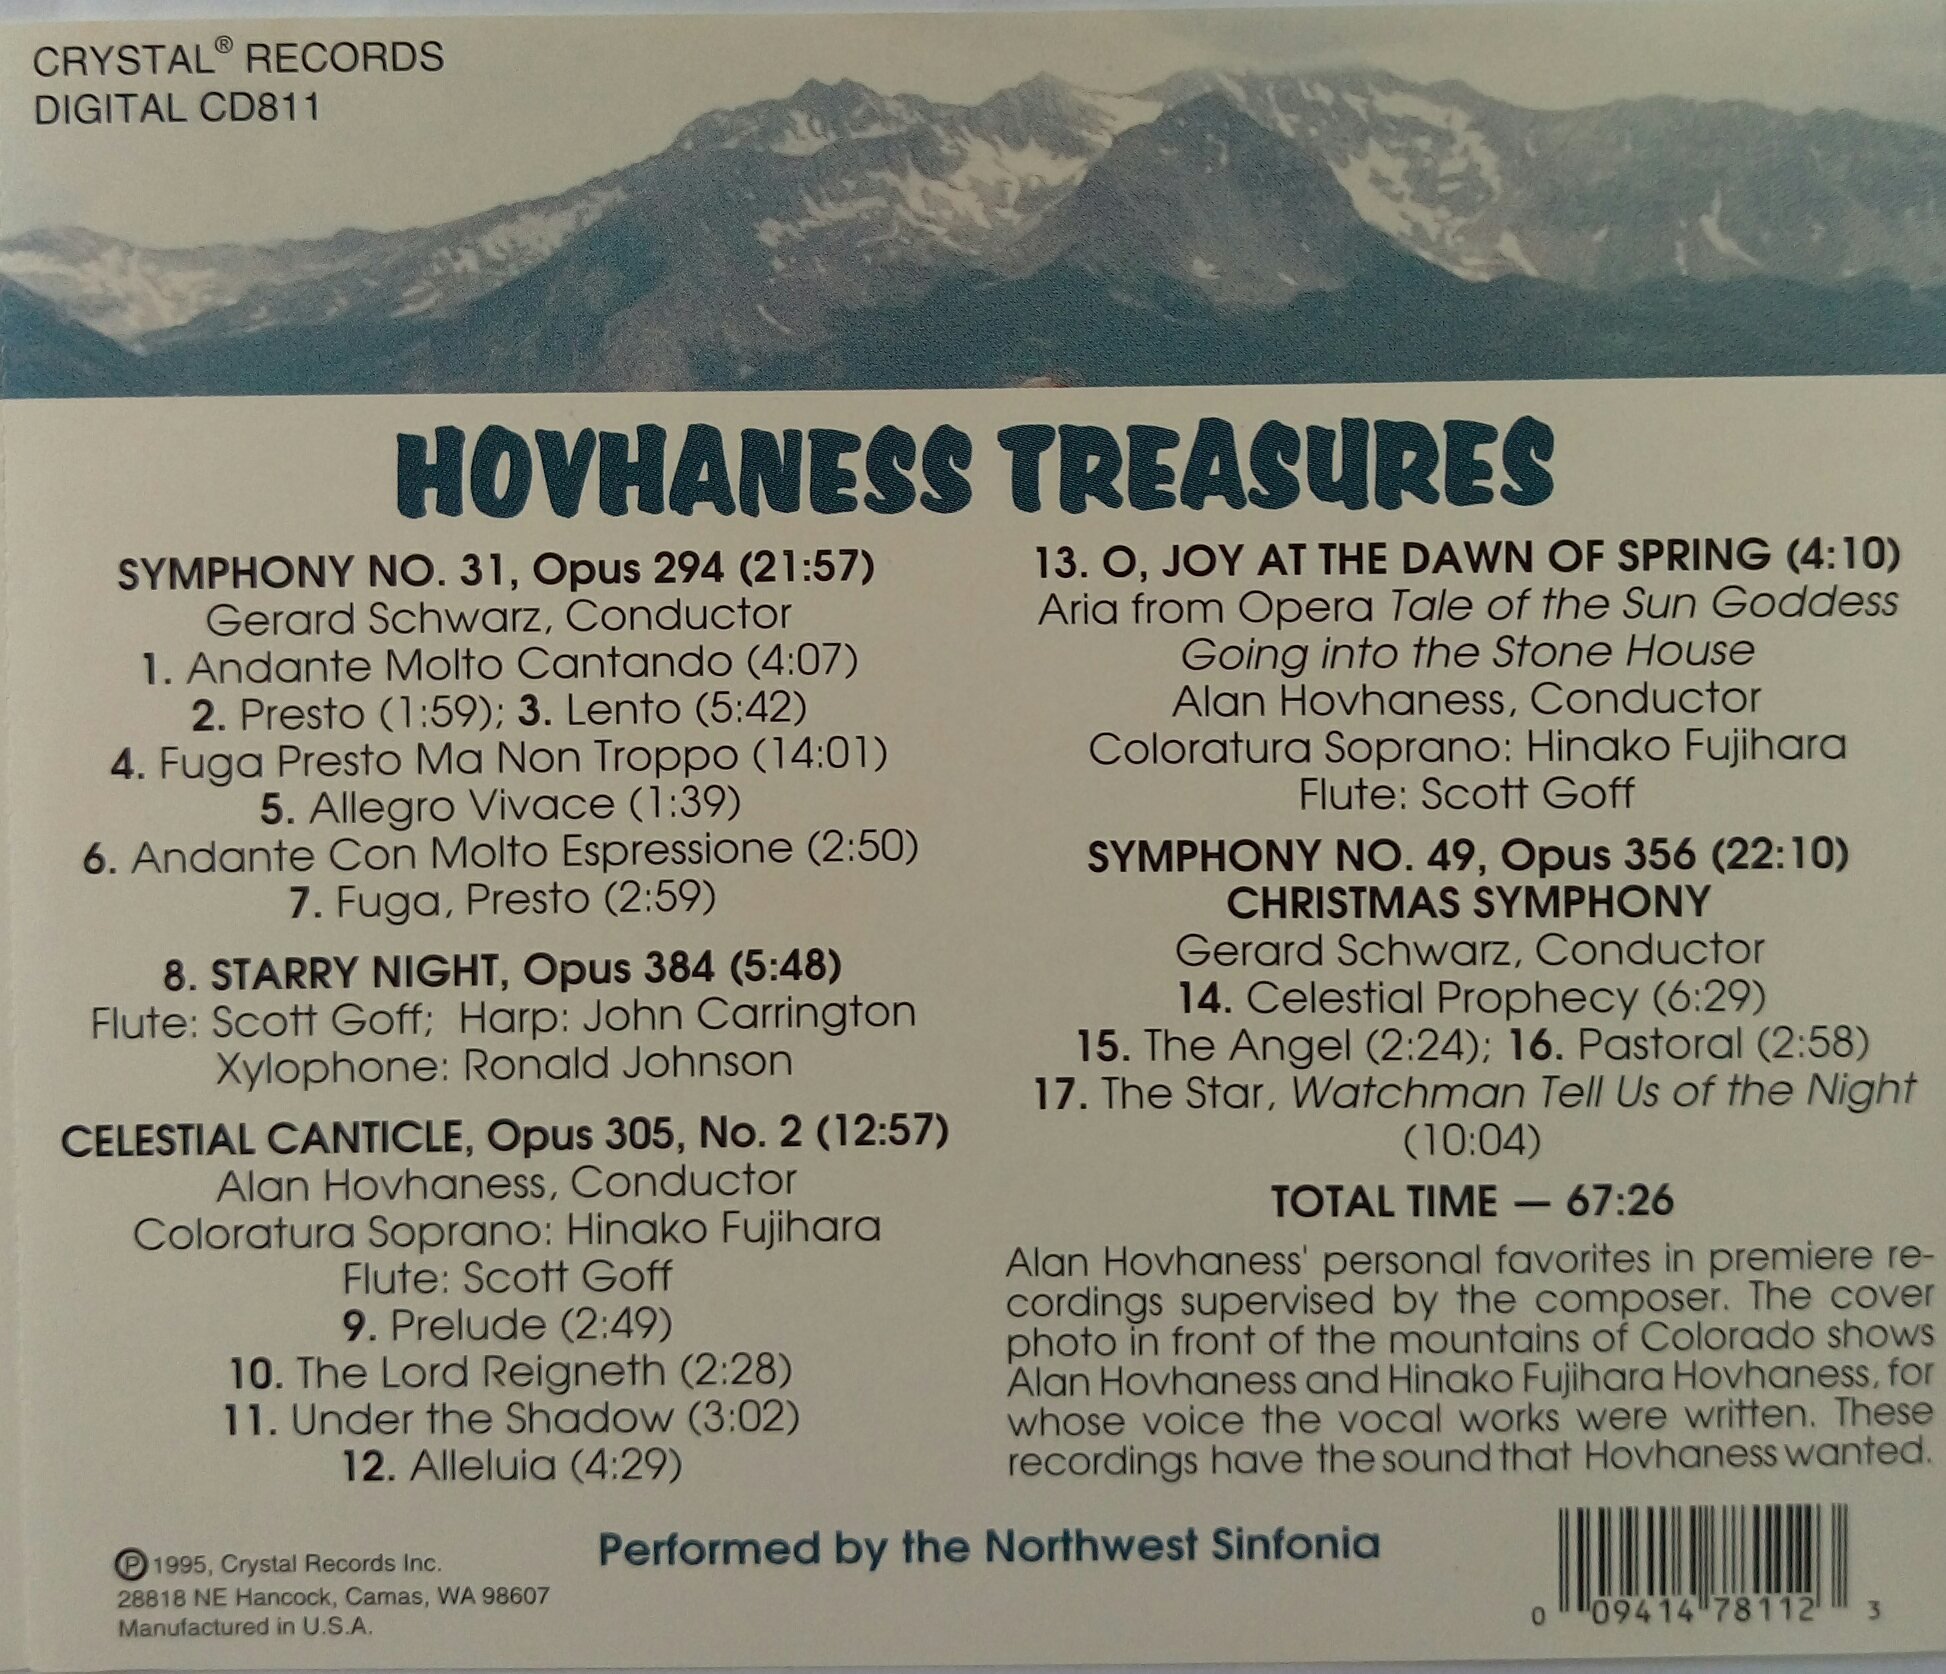 CRYSTAL® RECORDS
DIGITAL CD811
HOVHANESS TREASURES
SYMPHONY NO. 31, Opus 294 (21:57)
Gerard Schwarz, Conductor
1. Andante Molto Cantando (4:07)
2. Presto (1:59); 3. Lento (5:42)
4. Fuga Presto Ma Non Troppo (14:01)
5. Allegro Vivace (1:39)
6. Andante Con Molto Espressione (2:50)
7. Fuga, Presto (2:59)
8. STARRY NIGHT, Opus 384 (5:48)
Flute: Scott Goff; Harp: John Carrington
Xylophone: Ronald Johnson
CELESTIAL CANTICLE, Opus 305, No. 2 (12:57)
Alan Hovhaness, Conductor
Coloratura Soprano: Hinako Fujihara
Flute: Scott Goff
9. Prelude (2:49)
10. The Lord Reigneth (2:28)
11. Under the Shadow (3:02)
12. Alleluia (4:29)
13. O, JOY AT THE DAWN OF SPRING (4:10)
Aria from Opera Tale of the Sun Goddess
Going into the Stone House
Alan Hovhaness, Conductor
Coloratura Soprano: Hinako Fujihara
Flute: Scott Goff
SYMPHONY NO. 49, Opus 356 (22:10)
CHRISTMAS SYMPHONY
Gerard Schwarz, Conductor
14. Celestial Prophecy (6:29)
15. The Angel (2:24); 16. Pastoral (2:58)
17. The Star, Watchman Tell Us of the Night
(10:04)
TOTAL TIME — 67:26
Alan Hovhaness' personal favorites in premiere re-
cordings supervised by the composer. The cover
photo in front of the mountains of Colorado shows
Alan Hovhaness and Hinako Fujihara Hovhaness, for
whose voice the vocal works were written. These
recordings have the sound that Hovhaness wanted.
Performed by the Northwest Sinfonia
℗ 1995, Crystal Records Inc.
28818 NE Hancock, Camas, WA 98607
Manufactured in U.S.A.
0 09414 78112 3